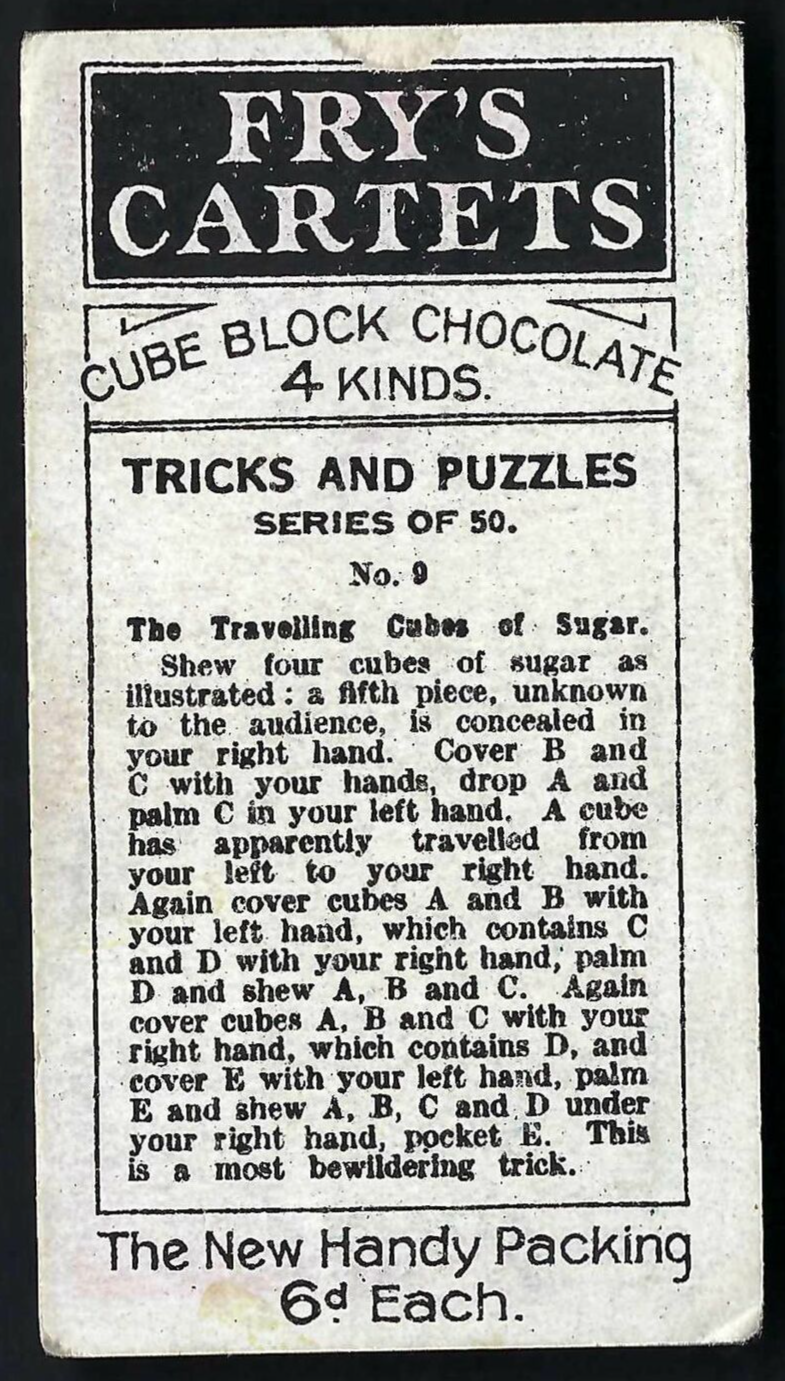 FRY'S
CARTETS
CUBE BLOCK CHOCOLATE
4 KINDS.
TRICKS AND PUZZLES
SERIES OF 50.
No. 9
The Travelling Cubes of Sugar.
Shew four cubes of sugar as
illustrated : a fifth piece, unknown
to the audience, is concealed in
your right hand. Cover B and
C with your hands, drop A and
palm C in your left hand. A cube
has apparently travelled from
your left to your right hand.
Again cover cubes A and B with
your left hand, which contains C
and D with your right hand, palm
D and shew A, B and C. Again
cover cubes A, B and C with your
right hand, which contains D, and
cover E with your left hand, palm
E and shew A, B, C and D under
your right hand, pocket E. This
is a most bewildering trick.
The New Handy Packing
6d Each.